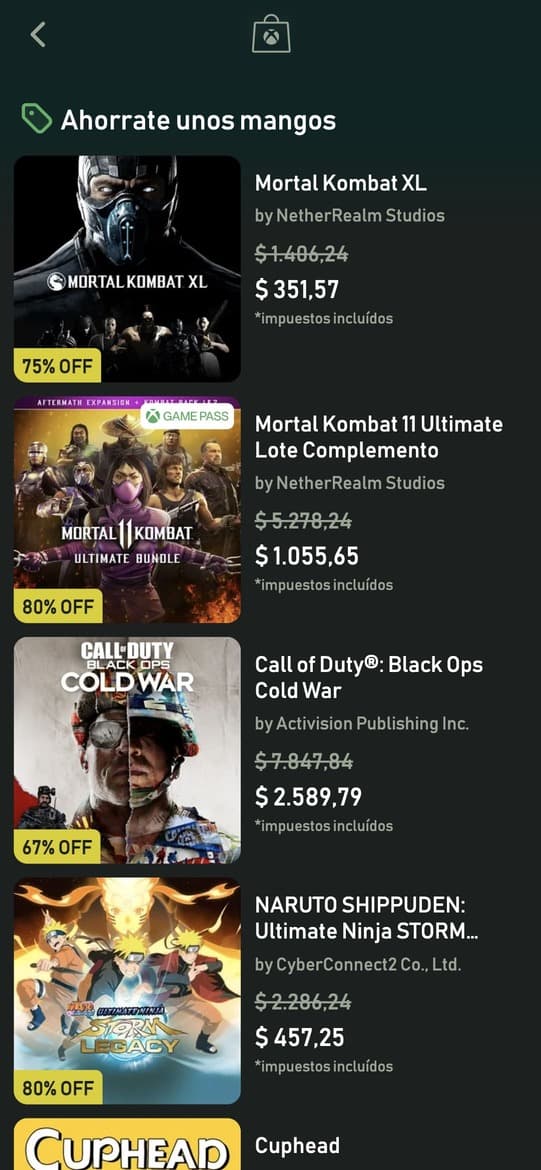 Ahorrate unos mangos
MORTAL KOMBAT XL
75% OFF
Mortal Kombat XL
by NetherRealm Studios
$ 1.406,24
$ 351,57
*impuestos incluídos
AFTERMATH EXPANSION + KOMBAT PACK 1&2
GAME PASS
MORTAL KOMBAT 11
ULTIMATE BUNDLE
80% OFF
Mortal Kombat 11 Ultimate
Lote Complemento
by NetherRealm Studios
$ 5.278,24
$ 1.055,65
*impuestos incluídos
CALL OF DUTY
BLACK OPS
COLD WAR
67% OFF
Call of Duty®: Black Ops
Cold War
by Activision Publishing Inc.
$ 7.847,84
$ 2.589,79
*impuestos incluídos
NARUTO
ULTIMATE NINJA
STORM
LEGACY
80% OFF
NARUTO SHIPPUDEN:
Ultimate Ninja STORM...
by CyberConnect2 Co., Ltd.
$ 2.286,24
$ 457,25
*impuestos incluídos
CUPHEAD
Cuphead